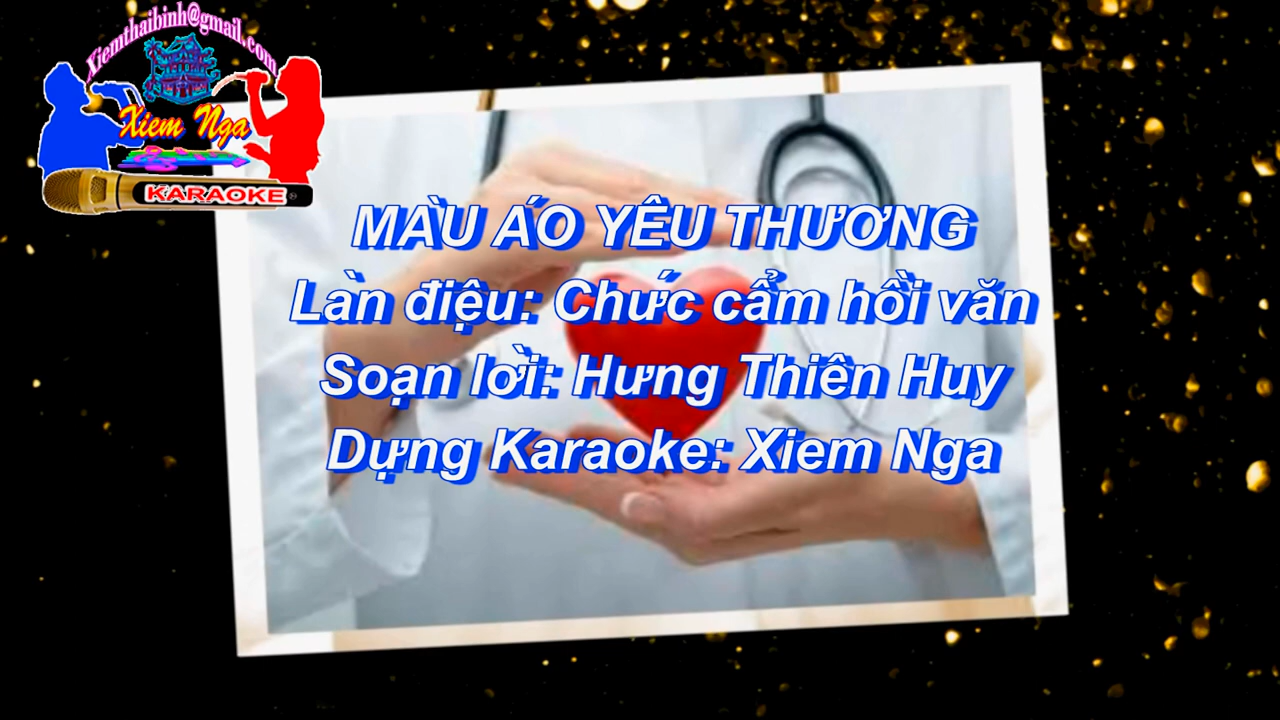 Xiemthaibinh@gmail.com
Xiem Nga
KARAOKE
MÀU ÁO YÊU THƯƠNG
Làn điệu: Chức cẩm hồi văn
Soạn lời: Hưng Thiên Huy
Dựng Karaoke: Xiem Nga